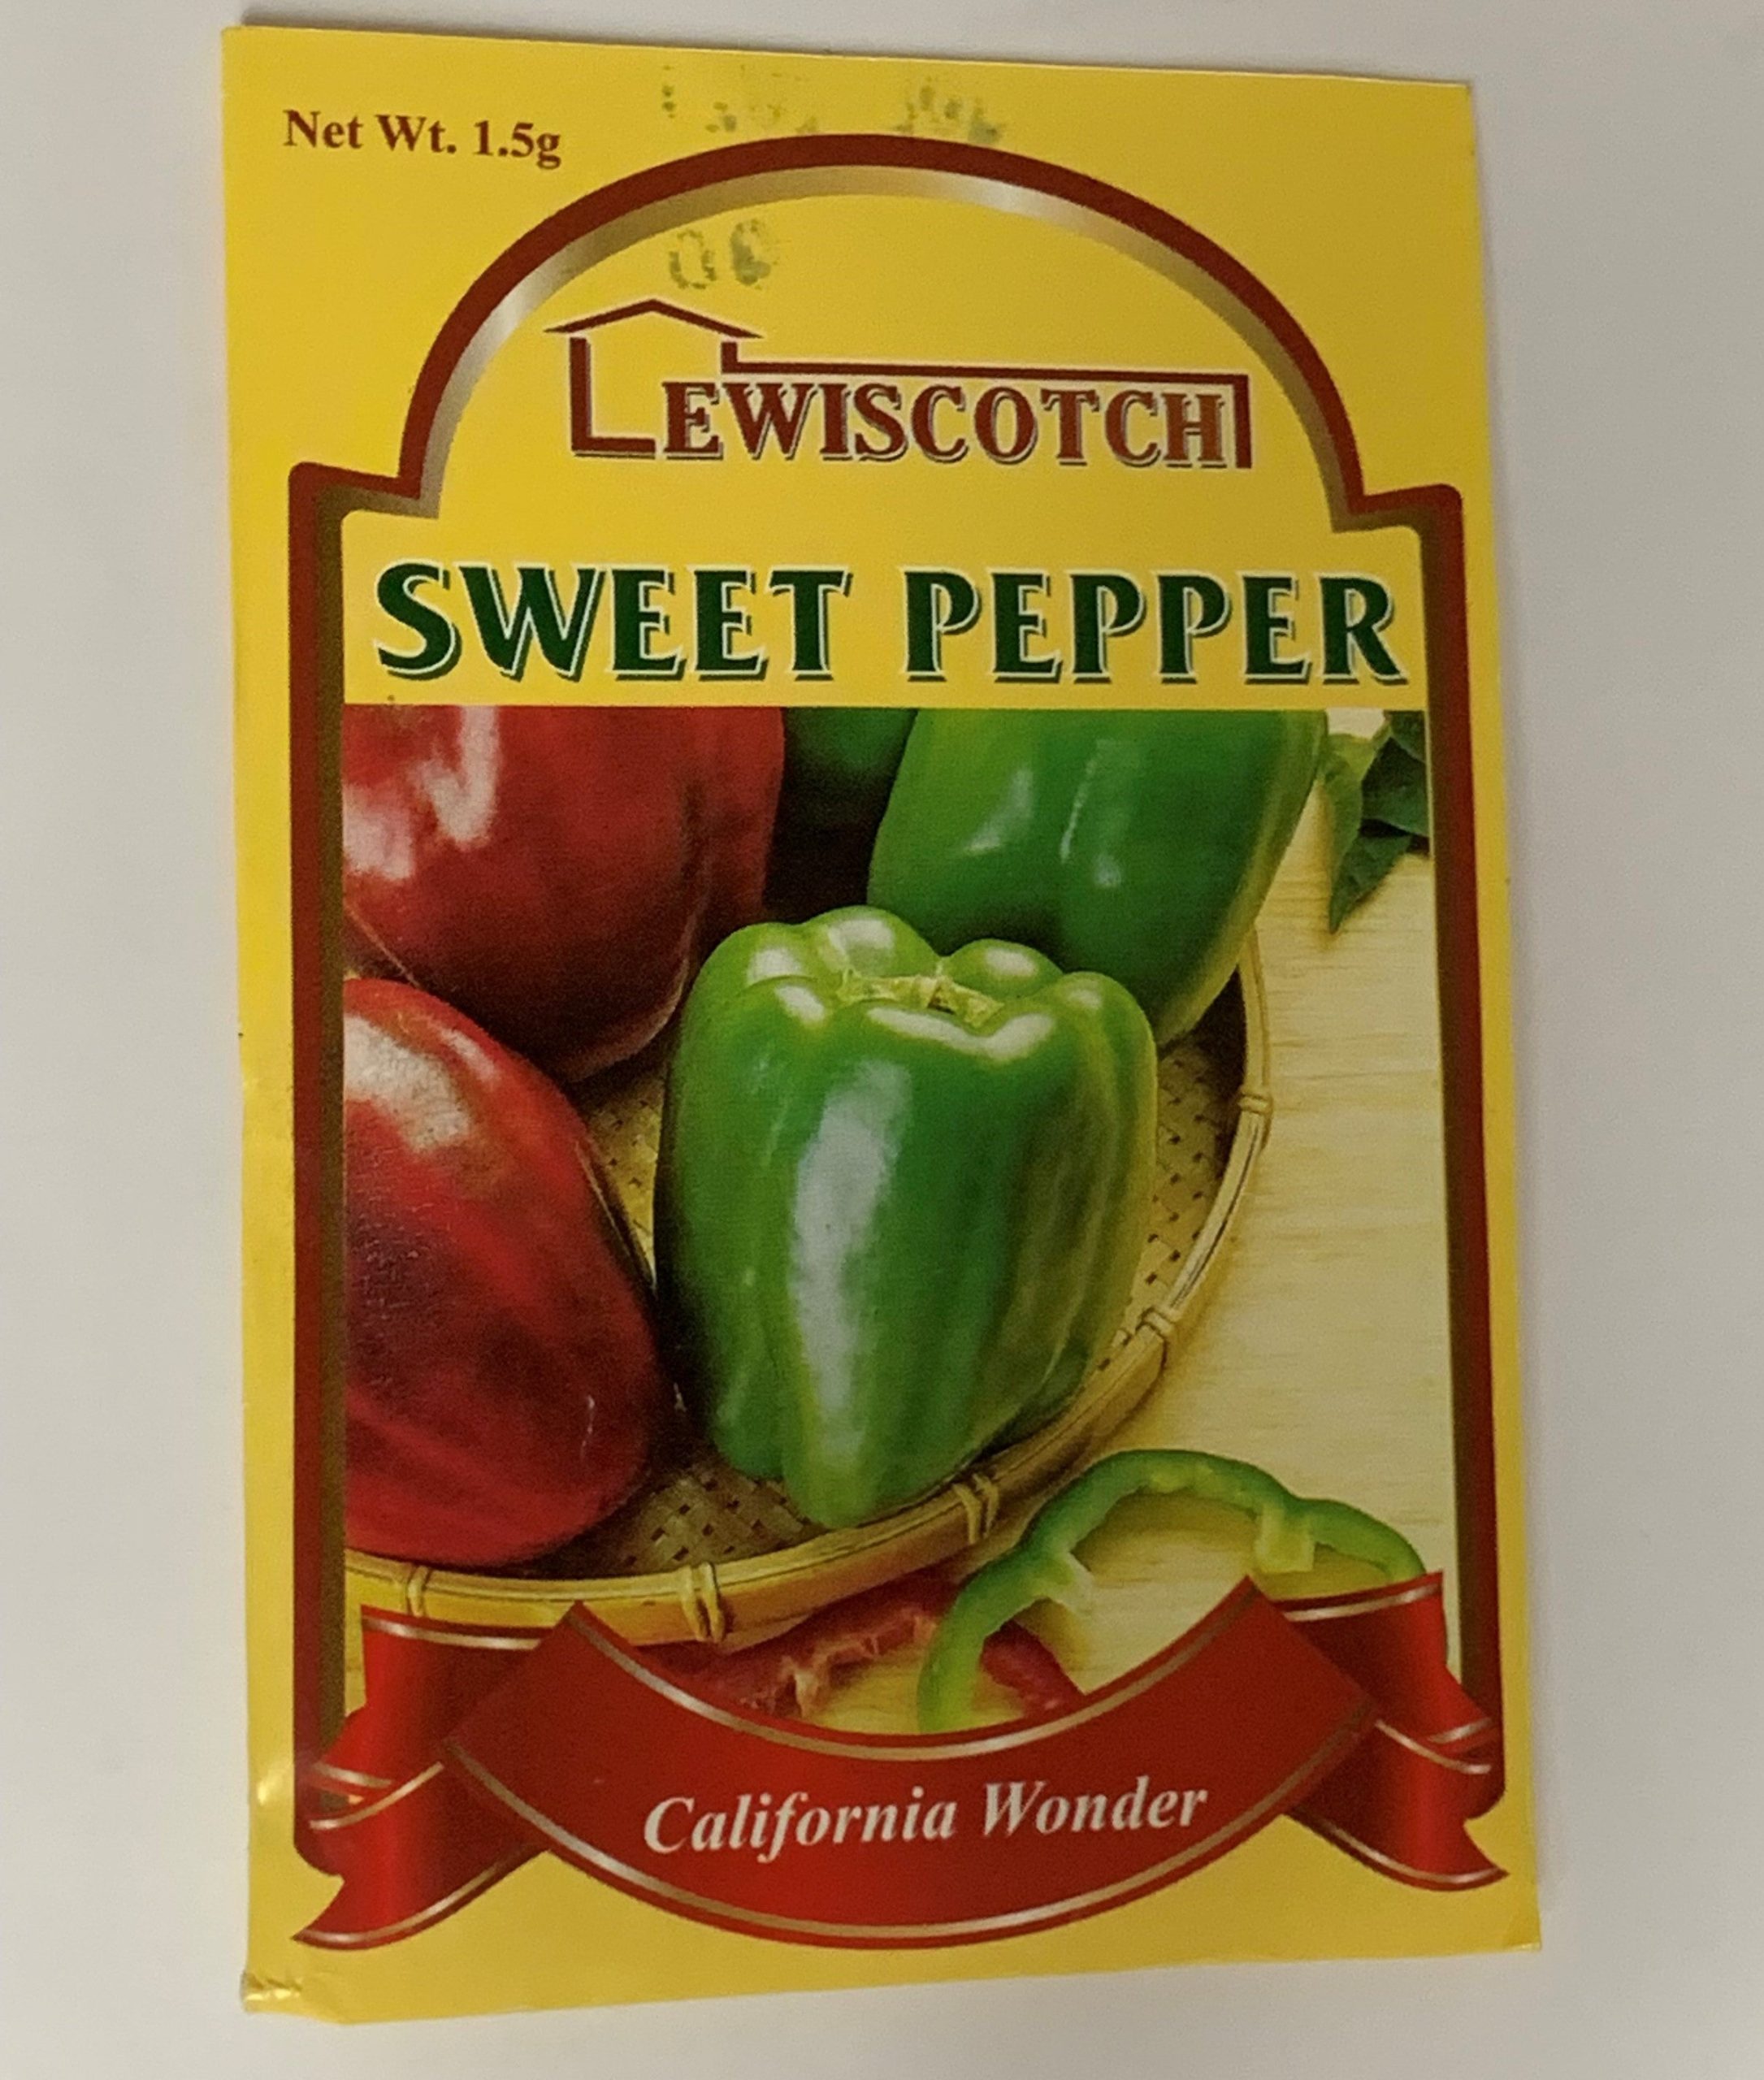 Net Wt. 1.5g
LEWISCOTCH
SWEET PEPPER
California Wonder